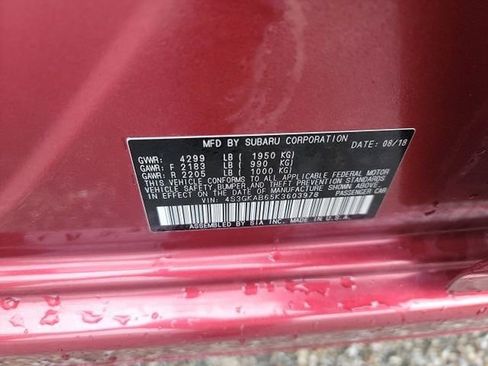 MFD BY SUBARU CORPORATION DATE: 08/18
GVWR: 4299 LB ( 1950 KG)
GAWR: F 2183 LB ( 990 KG)
GAWR: R 2205 LB ( 1000 KG)
THIS VEHICLE CONFORMS TO ALL APPLICABLE FEDERAL MOTOR
VEHICLE SAFETY, BUMPER, AND THEFT PREVENTION STANDARDS
IN EFFECT ON THE DATE OF MANUFACTURE SHOWN ABOVE.
VIN: 4S3GKAB65K3603978 PASSENGER CAR
ASSEMBLED BY SIA INC. IN U.S.A.